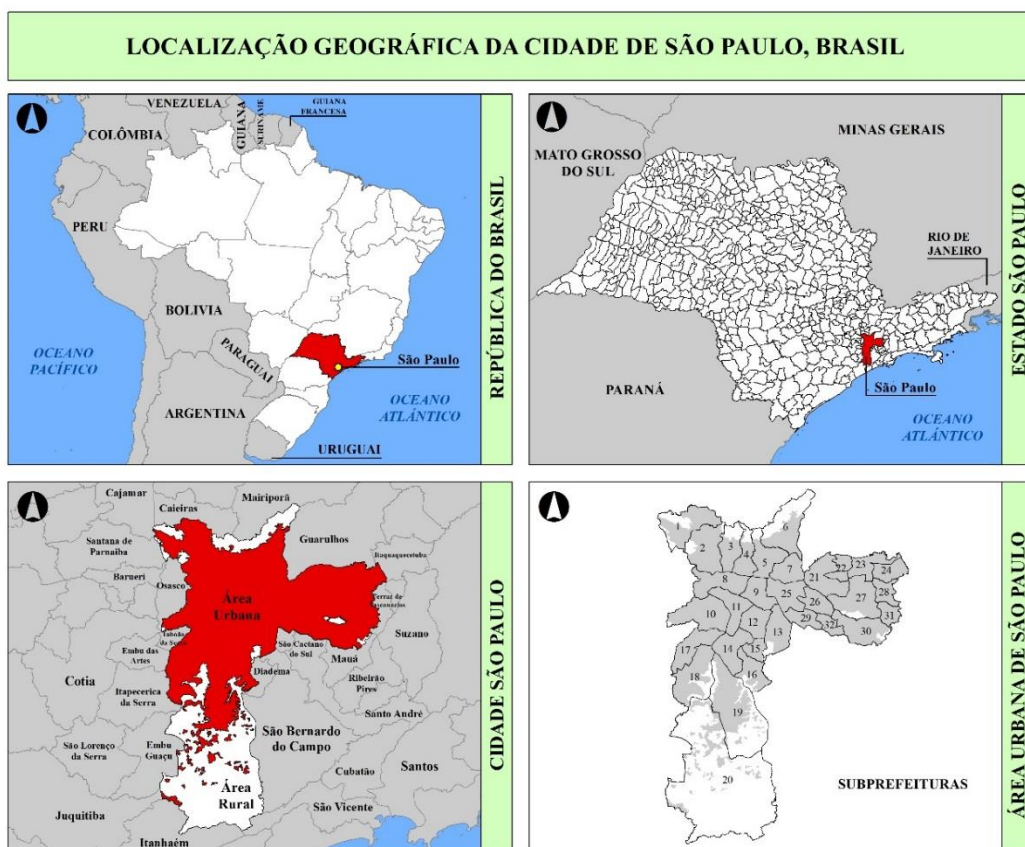 LOCALIZAÇÃO GEOGRÁFICA DA CIDADE DE SÃO PAULO, BRASIL
VENEZUELA
GUIANA
SURINAME
GUIANA
FRANCESA
COLÔMBIA
PERU
BOLIVIA
PARAGUAI
OCEANO
PACÍFICO
São Paulo
ARGENTINA
OCEANO
ATLÁNTICO
URUGUAI
REPÚBLICA DO BRASIL
MINAS GERAIS
MATO GROSSO
DO SUL
RIO DE
JANEIRO
São Paulo
PARANÁ
OCEANO
ATLÁNTICO
ESTADO SÃO PAULO
Cajamar
Mairiporã
Caieiras
Santana de
Parnaíba
Guarulhos
Barueri
Osasco
Área
Urbana
Suzano
Embu das
Artes
São Caetano
do Sul
Mauá
Diadema
Cotia
Itapecerica
da Serra
Ribeirão
Pires
Santo André
São Lorenço
da Serra
Embu
Guaçu
São Bernardo
do Campo
Cubatão
Santos
Área
Rural
Juquitiba
São Vicente
Itanhaém
CIDADE SÃO PAULO
1
2
3
4
5
6
7
8
9
10
11
12
13
14
15
16
17
18
19
20
21
22
23
24
25
26
27
28
29
30
31
32
SUBPREFEITURAS
ÁREA URBANA DE SÃO PAULO